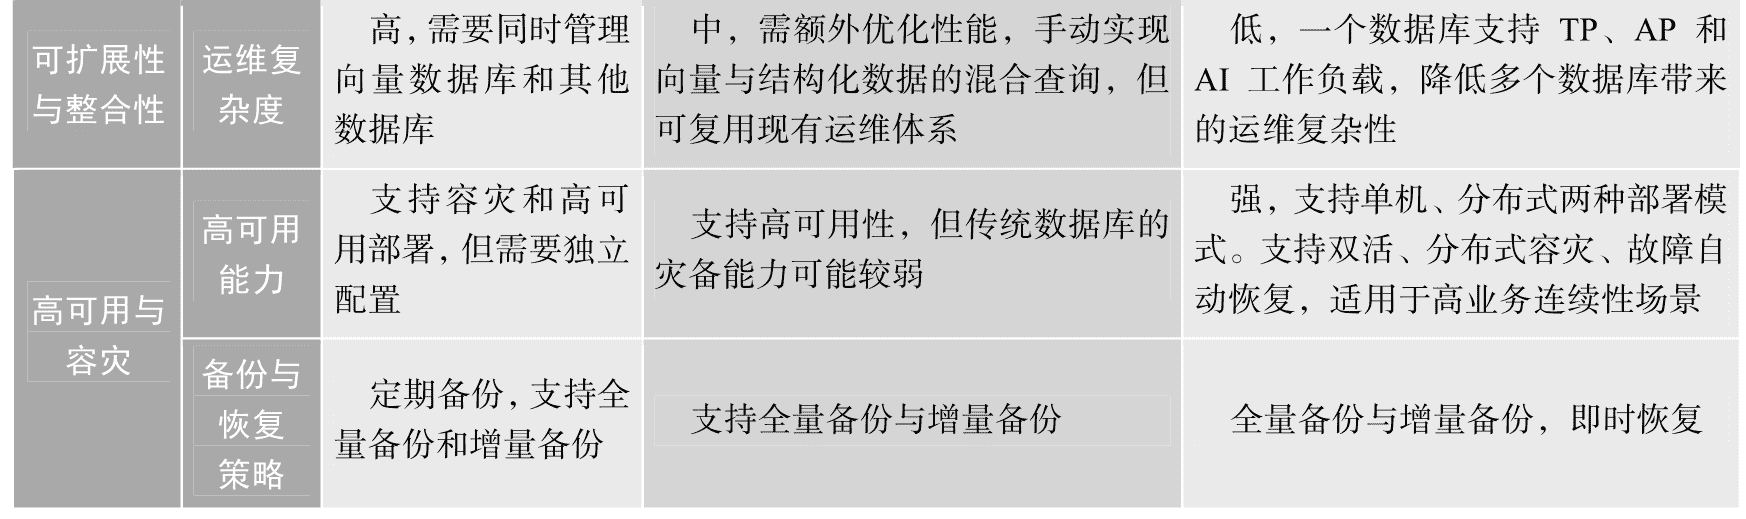 可扩展性
与整合性
运维复
杂度
高，需要同时管理
向量数据库和其他
数据库
中，需额外优化性能，手动实现
向量与结构化数据的混合查询，但
可复用现有运维体系
低，一个数据库支持 TP、AP 和
AI 工作负载，降低多个数据库带来
的运维复杂性
高可用与
容灾
高可用
能力
支持容灾和高可
用部署，但需要独立
配置
支持高可用性，但传统数据库的
灾备能力可能较弱
强，支持单机、分布式两种部署模
式。支持双活、分布式容灾、故障自
动恢复，适用于高业务连续性场景
备份与
恢复
策略
定期备份，支持全
量备份和增量备份
支持全量备份与增量备份
全量备份与增量备份，即时恢复